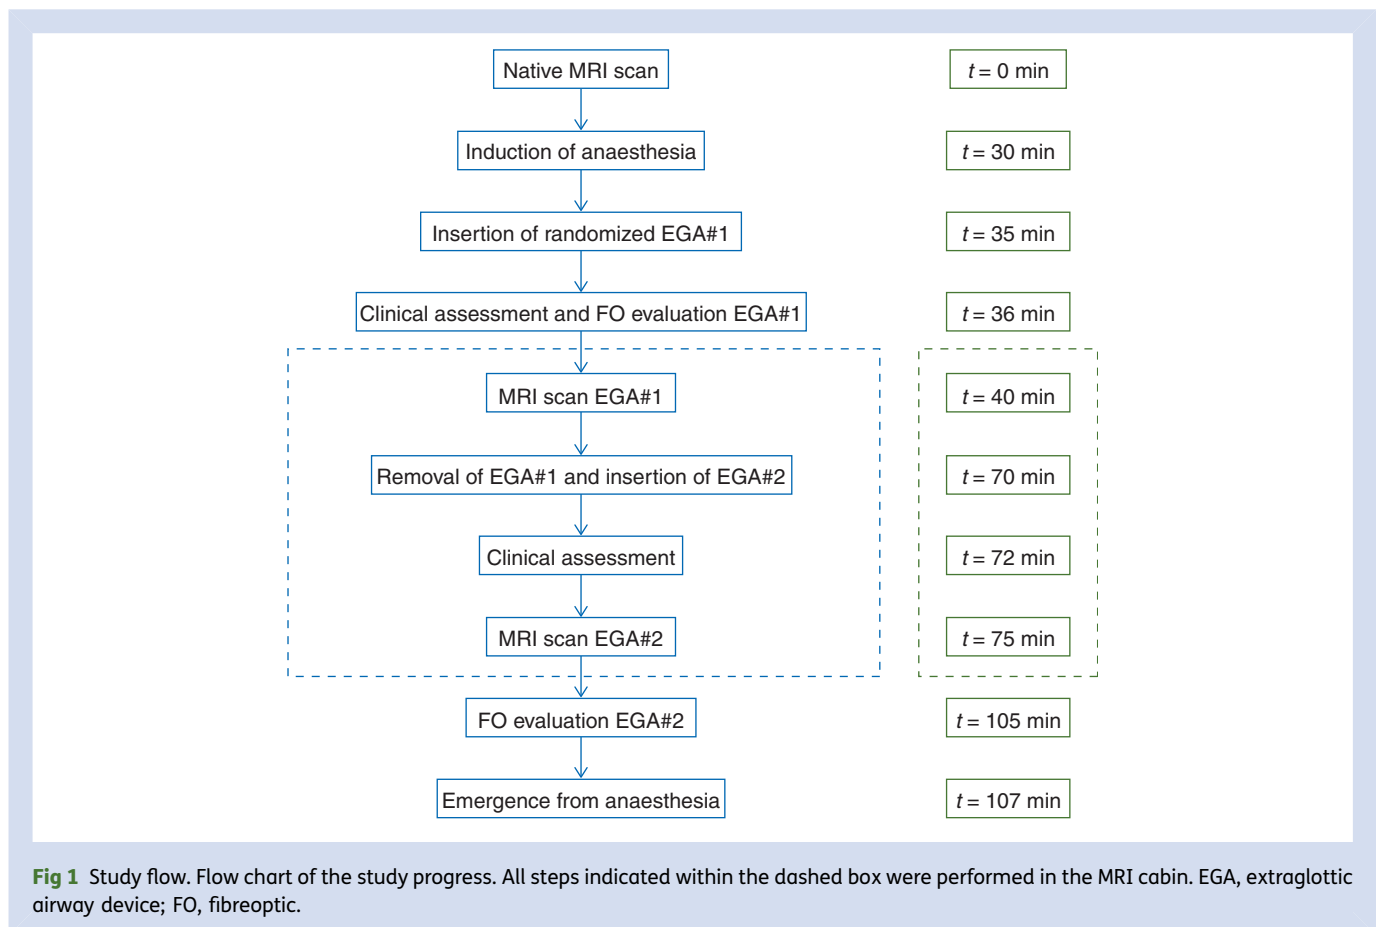 Native MRI scan
t = 0 min
Induction of anaesthesia
t = 30 min
Insertion of randomized EGA#1
t = 35 min
Clinical assessment and FO evaluation EGA#1
t = 36 min
MRI scan EGA#1
t = 40 min
Removal of EGA#1 and insertion of EGA#2
t = 70 min
Clinical assessment
t = 72 min
MRI scan EGA#2
t = 75 min
FO evaluation EGA#2
t = 105 min
Emergence from anaesthesia
t = 107 min
Fig 1 Study flow. Flow chart of the study progress. All steps indicated within the dashed box were performed in the MRI cabin. EGA, extraglottic
airway device; FO, fibreoptic.